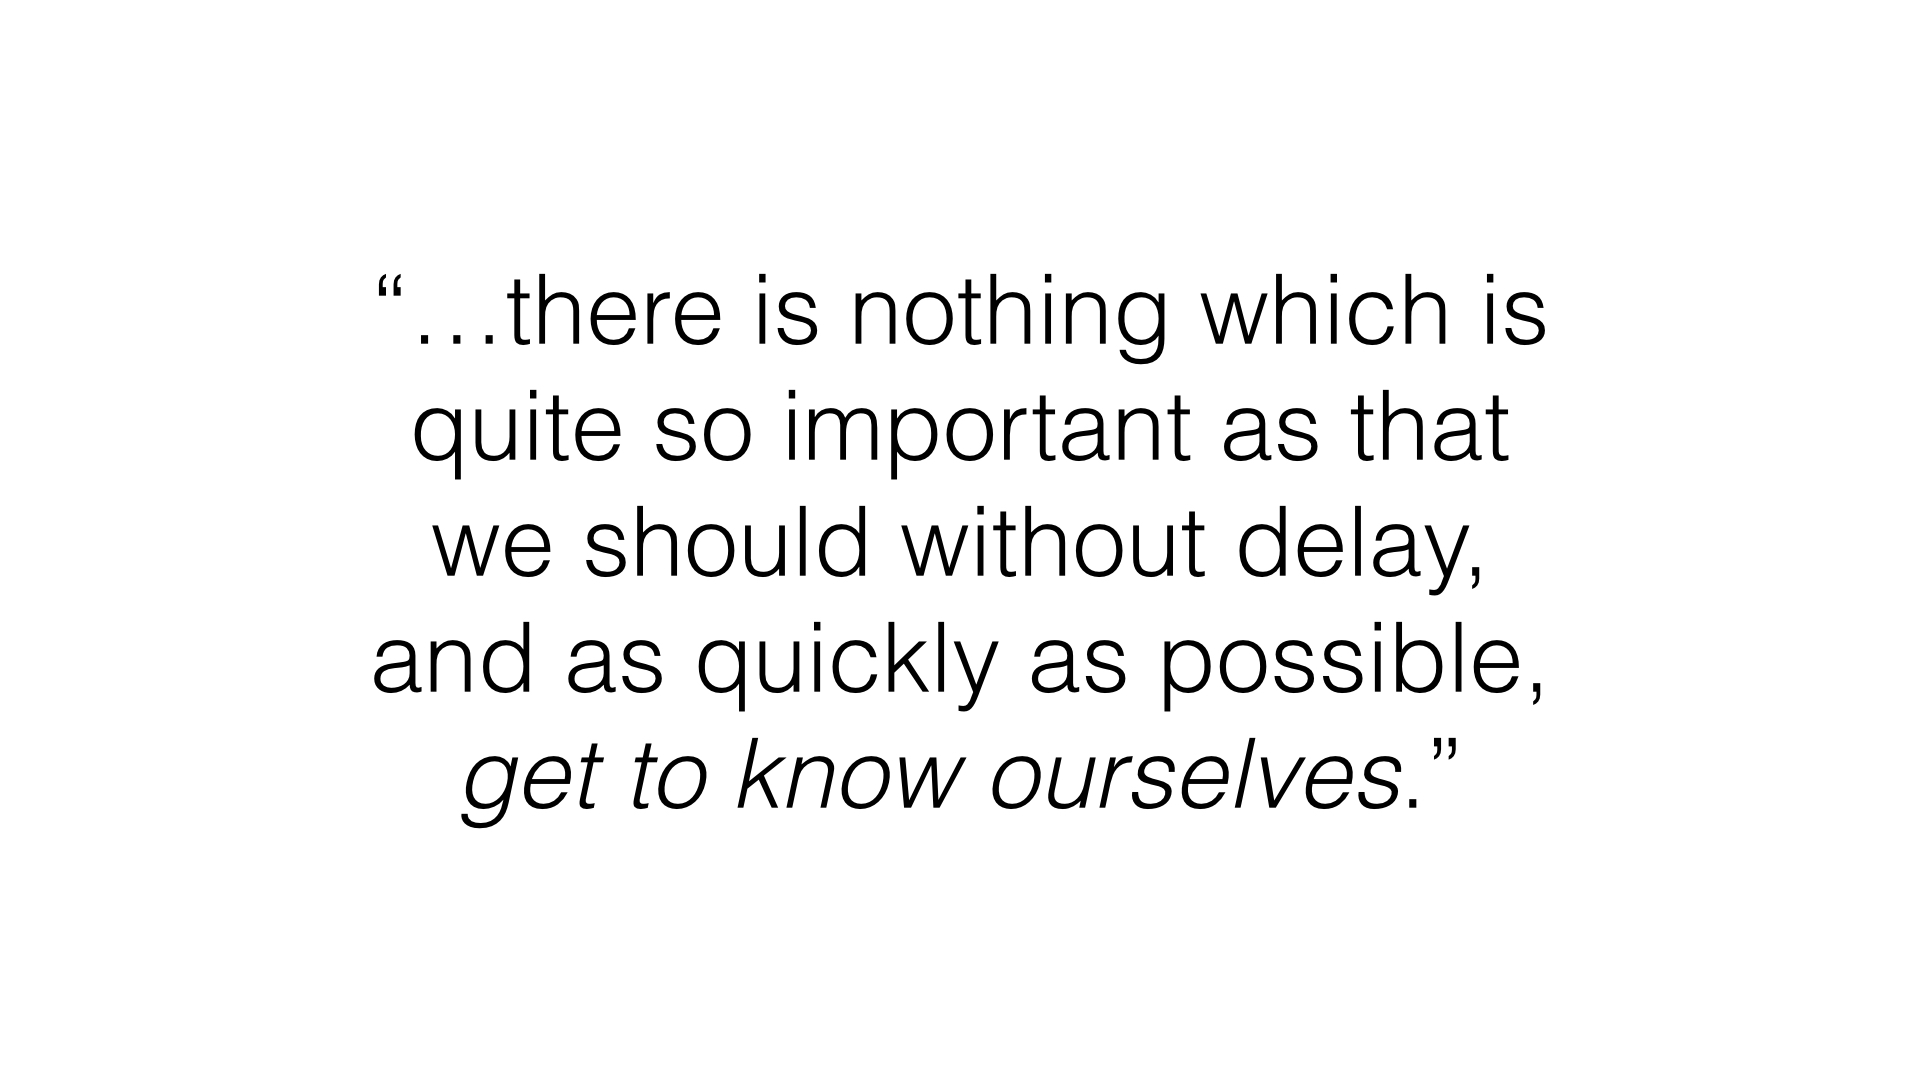 “…there is nothing which is
quite so important as that
we should without delay,
and as quickly as possible,
get to know ourselves.”